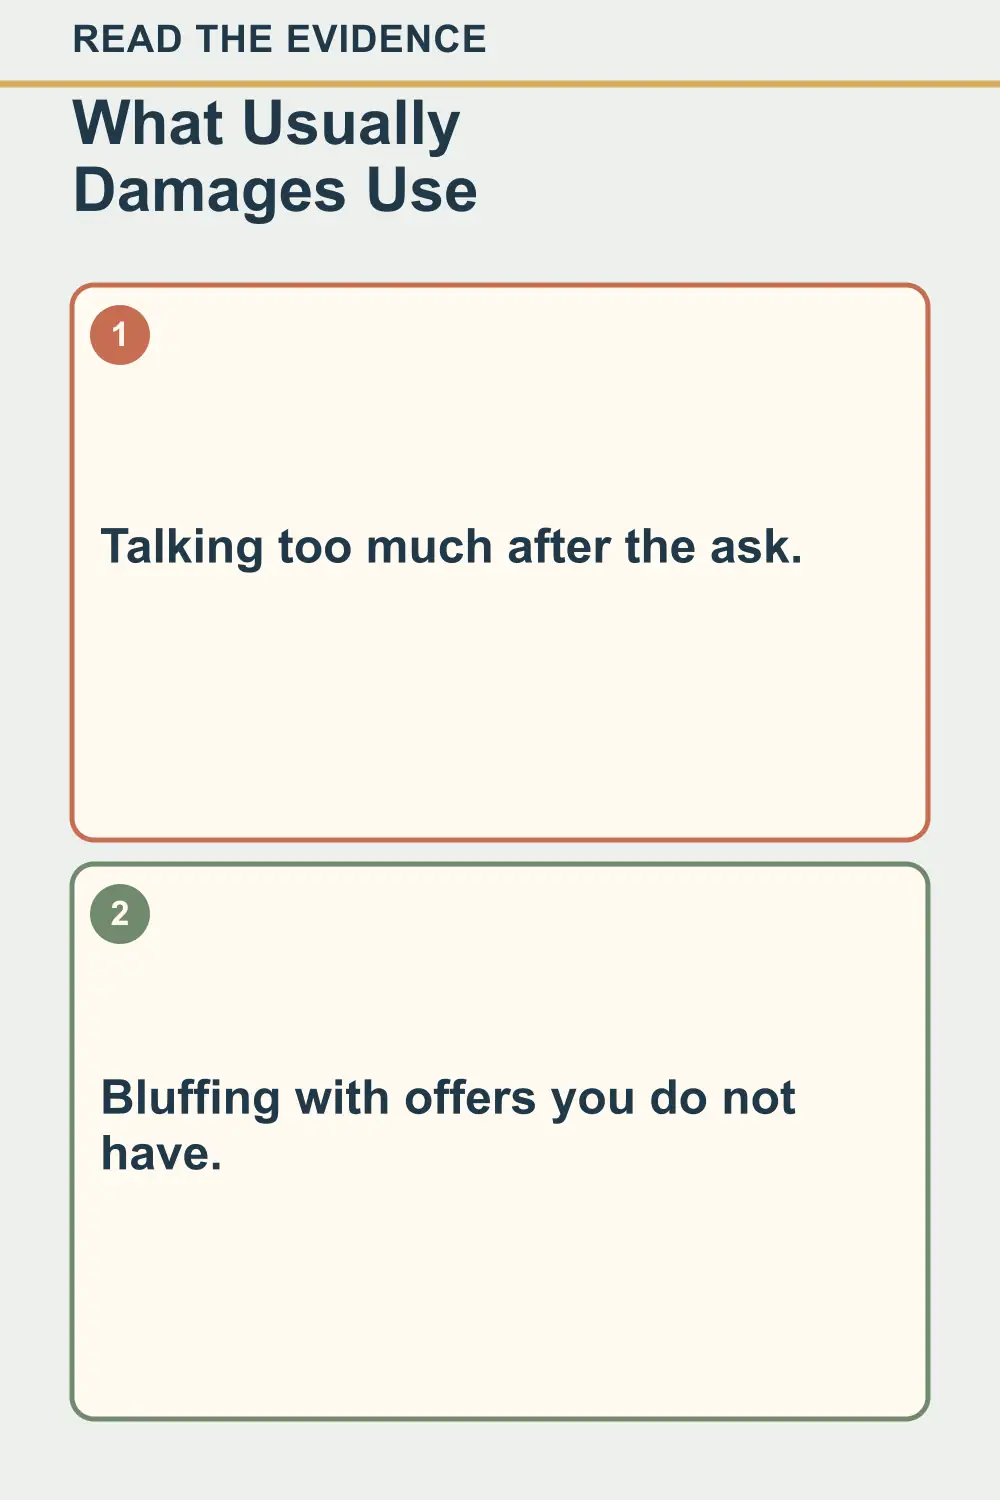 READ THE EVIDENCE
What Usually
Damages Use
1
Talking too much after the ask.
2
Bluffing with offers you do not
have.